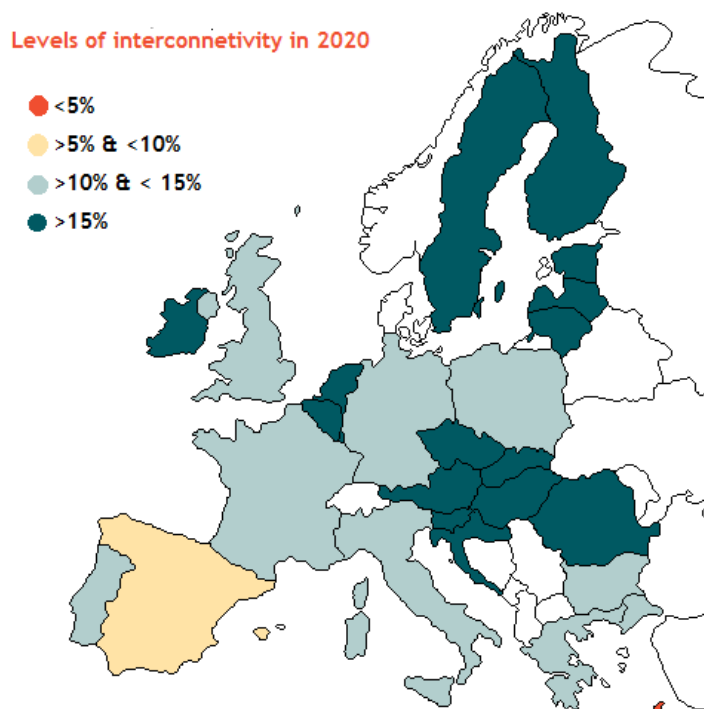 Levels of interconnetivity in 2020
<5%
>5% & <10%
>10% & < 15%
>15%